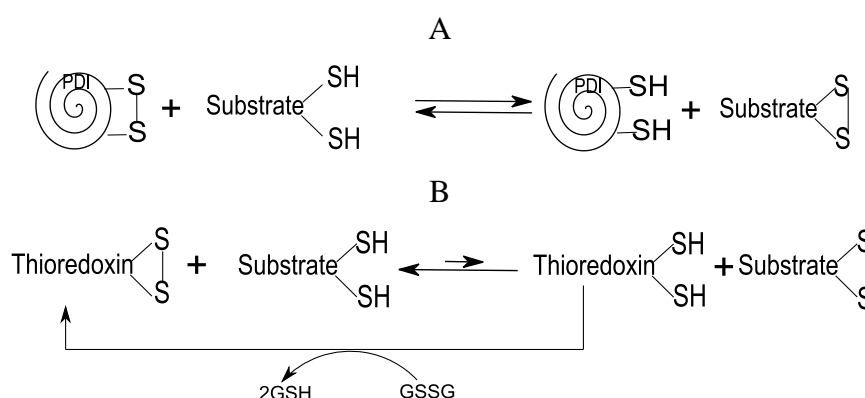 A
PDI S S + Substrate SH SH PDI SH SH + Substrate S S
B
Thioredoxin S S + Substrate SH SH Thioredoxin SH SH + Substrate S S
2GSH GSSG